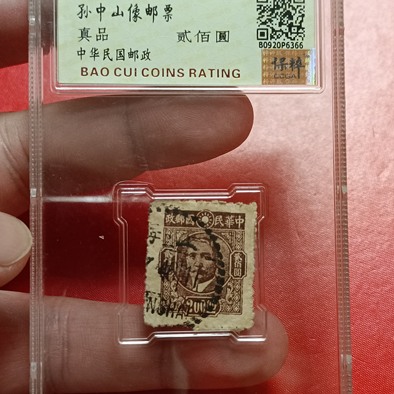 孙中山像邮票
真品 贰佰圆
中华民国邮政
BAO CUI COINS RATING
B0920P6366
保粹
政郵國民華中